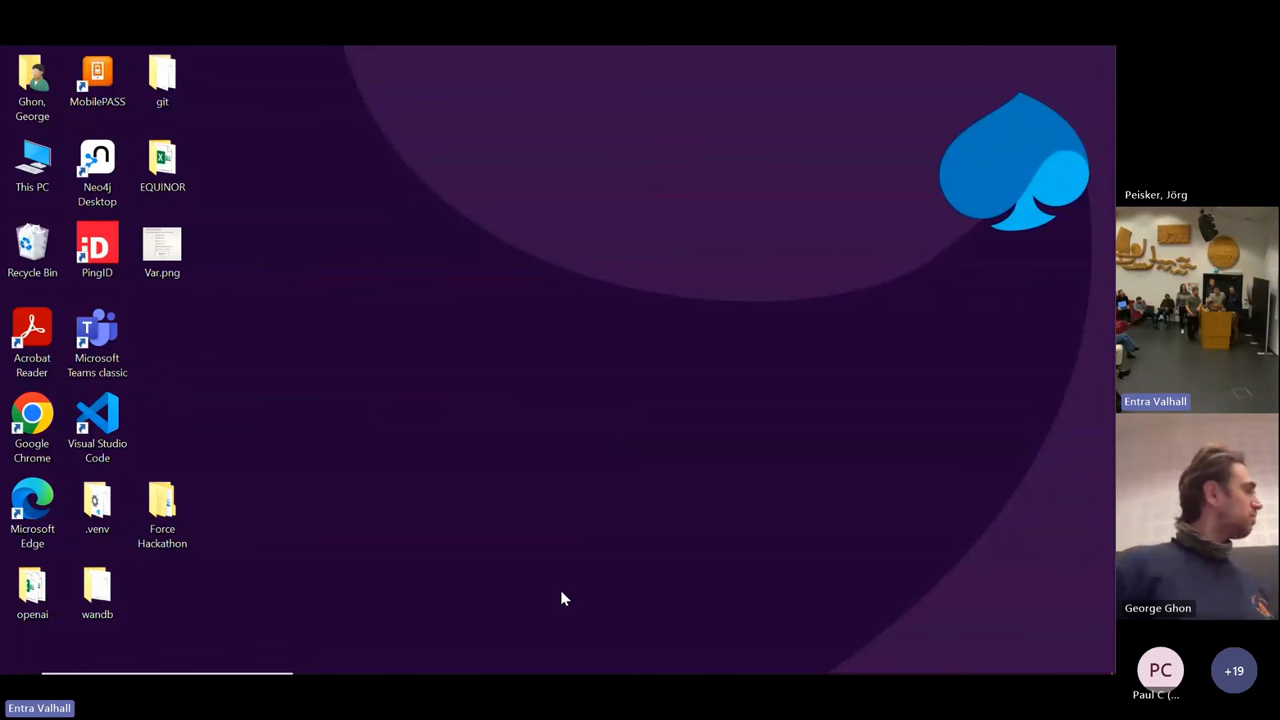 Ghon,
George
MobilePASS
git
This PC
Neo4j
Desktop
EQUINOR
Recycle Bin
iD
PingID
Var.png
Acrobat
Reader
Microsoft
Teams classic
Google
Chrome
Visual Studio
Code
Microsoft
Edge
.venv
Force
Hackathon
openai
wandb
Entra Valhall
Peisker, Jörg
Entra Valhall
George Ghon
PC
Paul C (...
+19